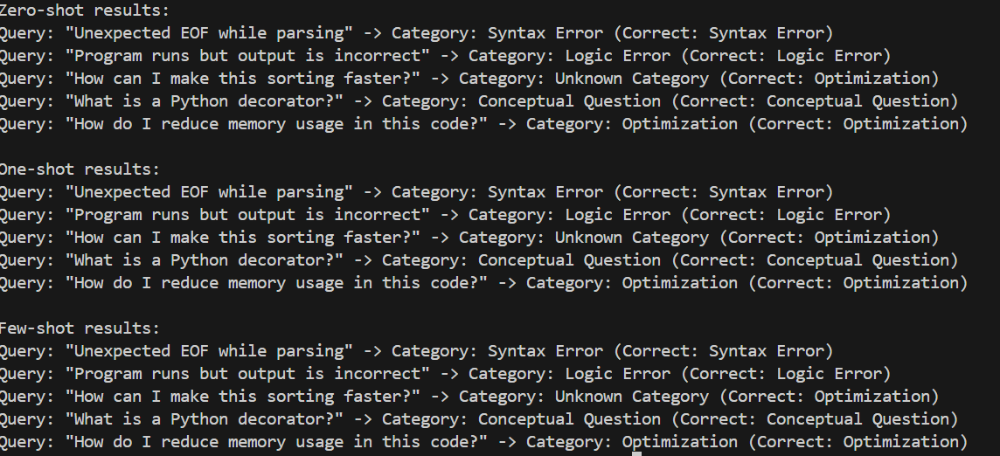 Zero-shot results:
Query: "Unexpected EOF while parsing" -> Category: Syntax Error (Correct: Syntax Error)
Query: "Program runs but output is incorrect" -> Category: Logic Error (Correct: Logic Error)
Query: "How can I make this sorting faster?" -> Category: Unknown Category (Correct: Optimization)
Query: "What is a Python decorator?" -> Category: Conceptual Question (Correct: Conceptual Question)
Query: "How do I reduce memory usage in this code?" -> Category: Optimization (Correct: Optimization)

One-shot results:
Query: "Unexpected EOF while parsing" -> Category: Syntax Error (Correct: Syntax Error)
Query: "Program runs but output is incorrect" -> Category: Logic Error (Correct: Logic Error)
Query: "How can I make this sorting faster?" -> Category: Unknown Category (Correct: Optimization)
Query: "What is a Python decorator?" -> Category: Conceptual Question (Correct: Conceptual Question)
Query: "How do I reduce memory usage in this code?" -> Category: Optimization (Correct: Optimization)

Few-shot results:
Query: "Unexpected EOF while parsing" -> Category: Syntax Error (Correct: Syntax Error)
Query: "Program runs but output is incorrect" -> Category: Logic Error (Correct: Logic Error)
Query: "How can I make this sorting faster?" -> Category: Unknown Category (Correct: Optimization)
Query: "What is a Python decorator?" -> Category: Conceptual Question (Correct: Conceptual Question)
Query: "How do I reduce memory usage in this code?" -> Category: Optimization (Correct: Optimization)